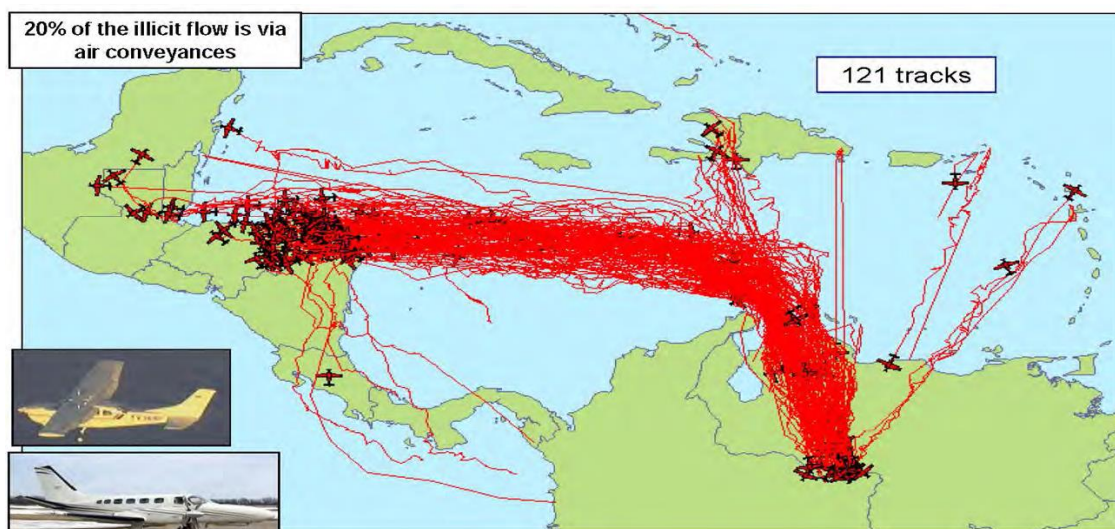 20% of the illicit flow is via
air conveyances
121 tracks